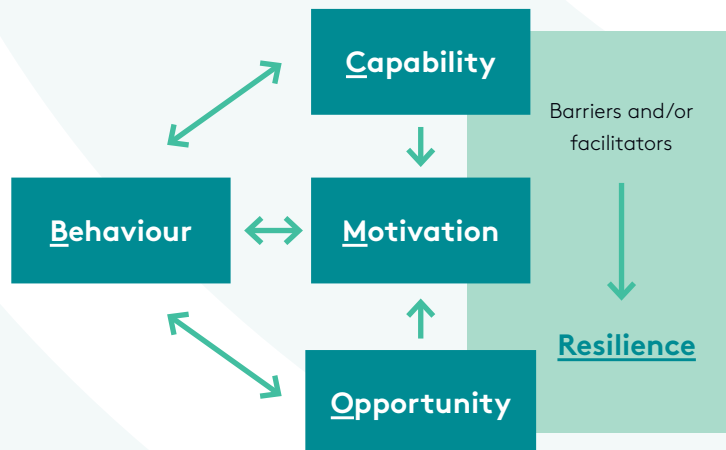 Capability
Barriers and/or
facilitators
Behaviour
Motivation
Resilience
Opportunity